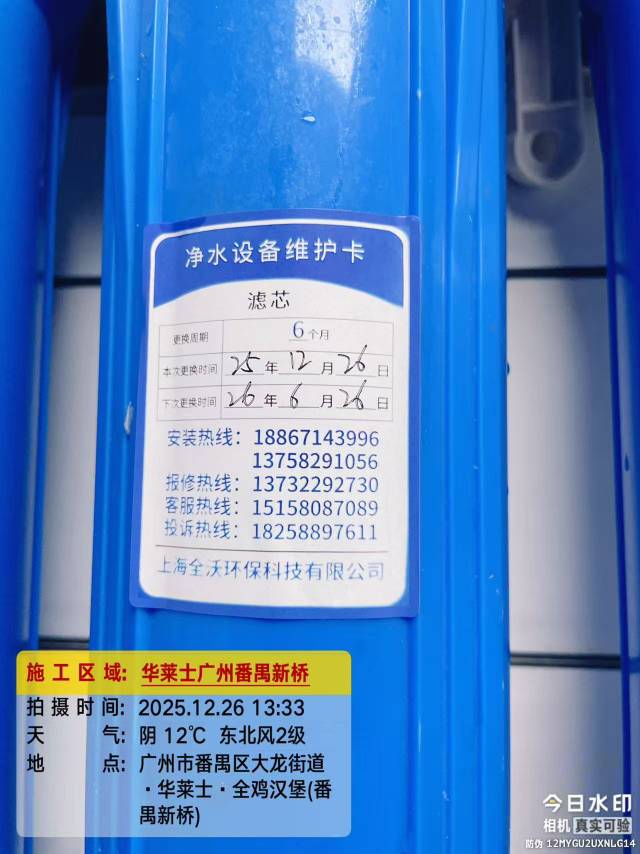 净水设备维护卡
滤芯
更换周期 6个月
本次更换时间 25年12月26日
下次更换时间 26年6月26日
安装热线：18867143996
13758291056
报修热线：13732292730
客服热线：15158087089
投诉热线：18258897611
上海全沃环保科技有限公司
施工区域：华莱士广州番禺新桥
拍摄时间：2025.12.26 13:33
天气：阴 12℃ 东北风2级
地点：广州市番禺区大龙街道
·华莱士·全鸡汉堡(番
禺新桥)
今日水印
相机 真实可验
防伪 12MYGU2UXNLG14